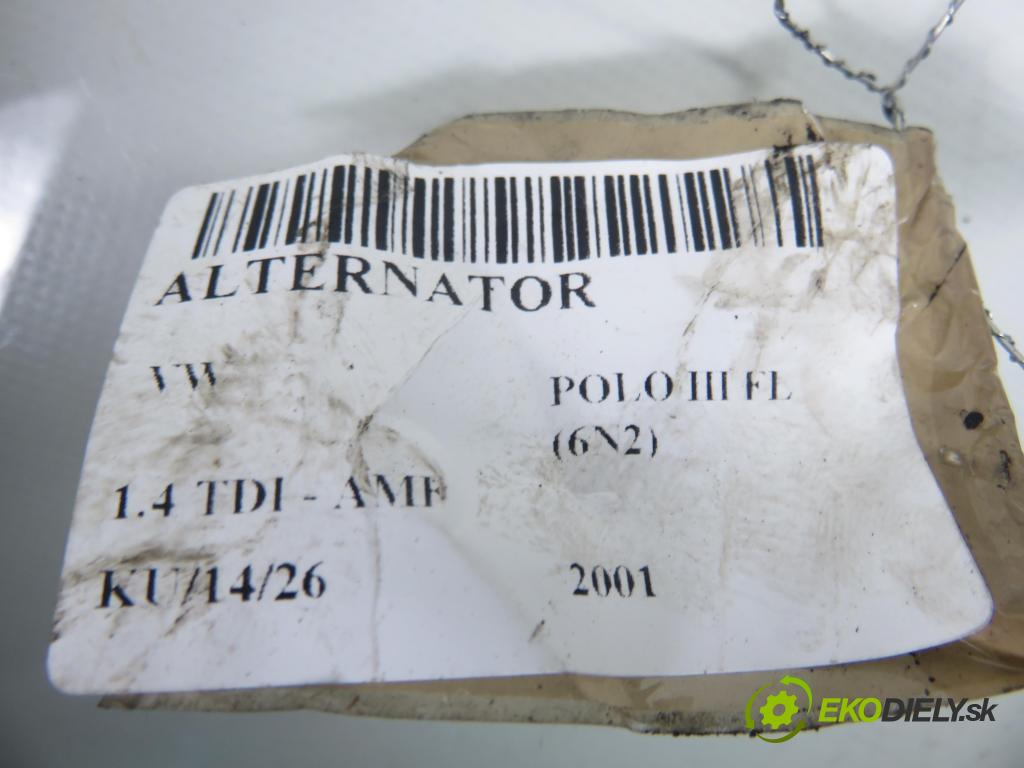 ALTERNATOR
VW
POLO III FL
(6N2)
1.4 TDI - AMF
KU/14/26
2001
EKODIELY.sk